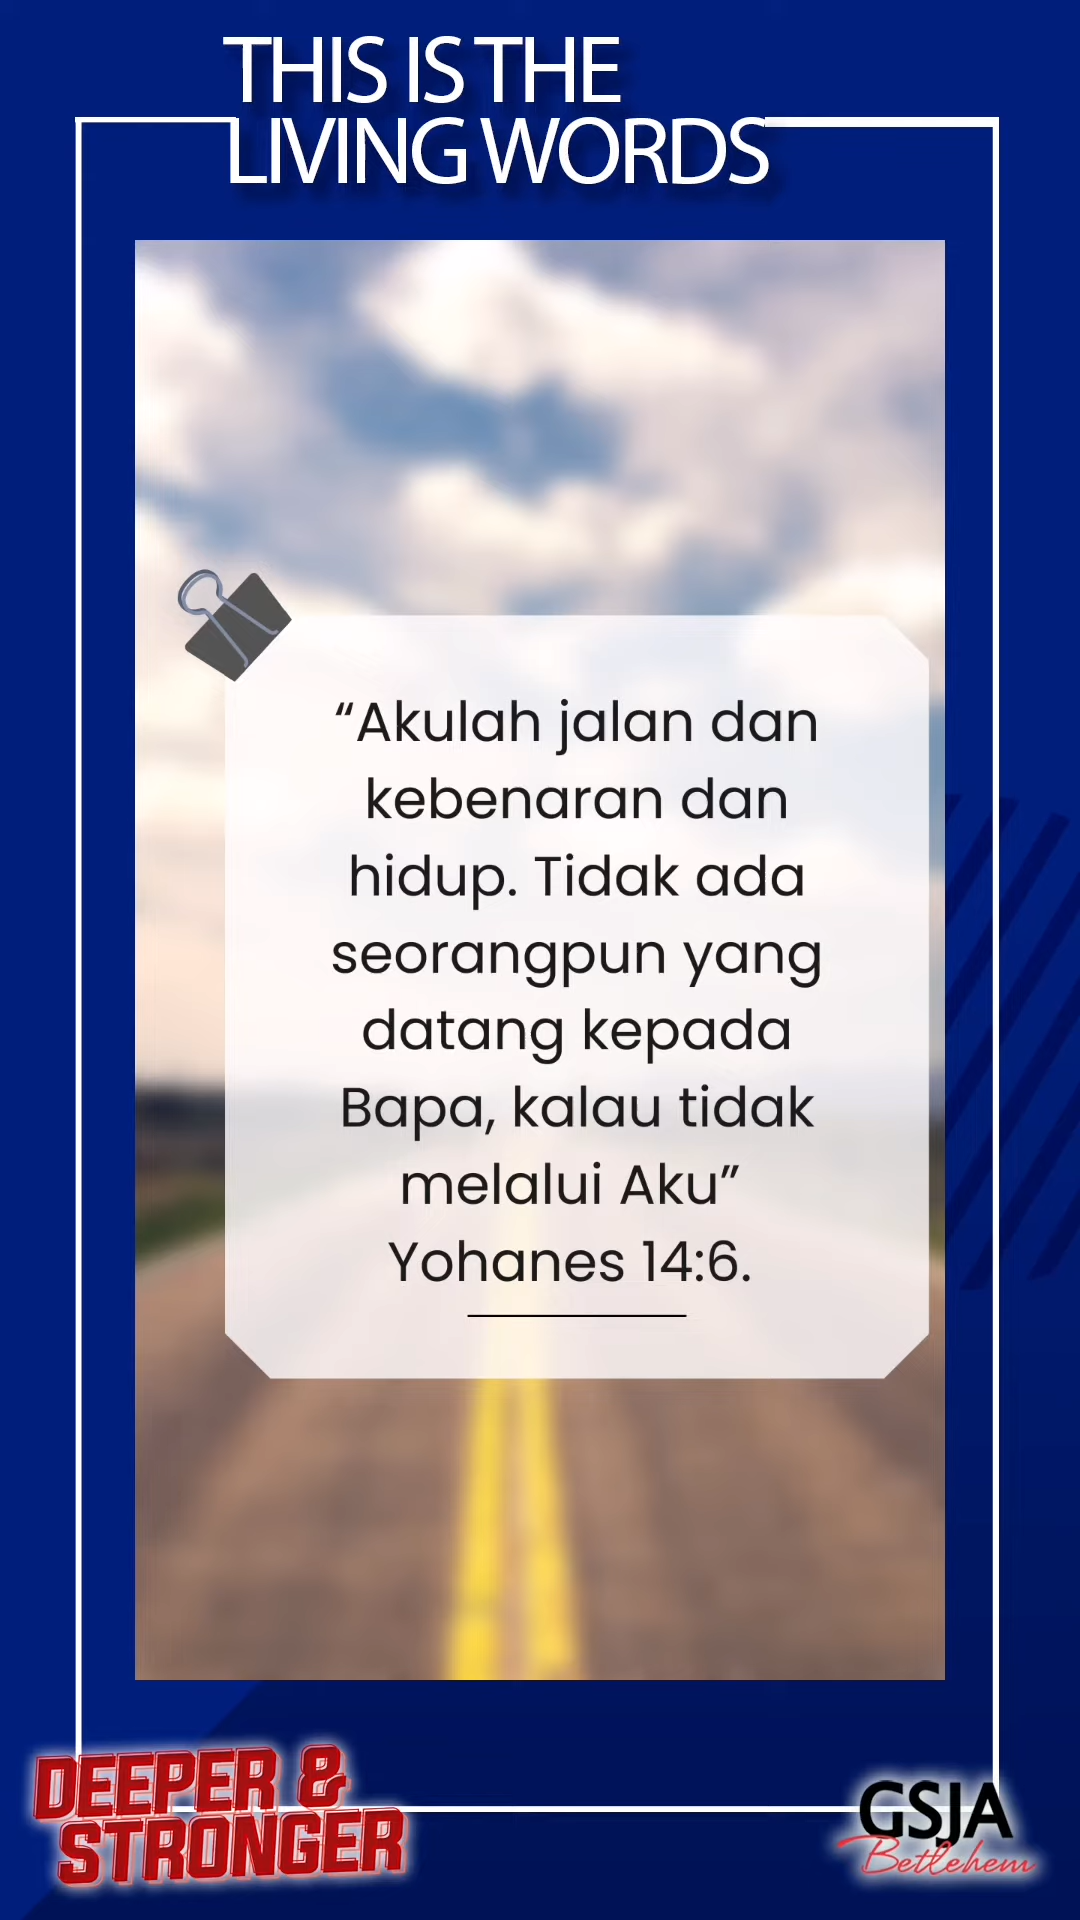 THIS IS THE
LIVING WORDS
“Akulah jalan dan
kebenaran dan
hidup. Tidak ada
seorangpun yang
datang kepada
Bapa, kalau tidak
melalui Aku”
Yohanes 14:6.
DEEPER &
STRONGER
GSJA
Betlehem